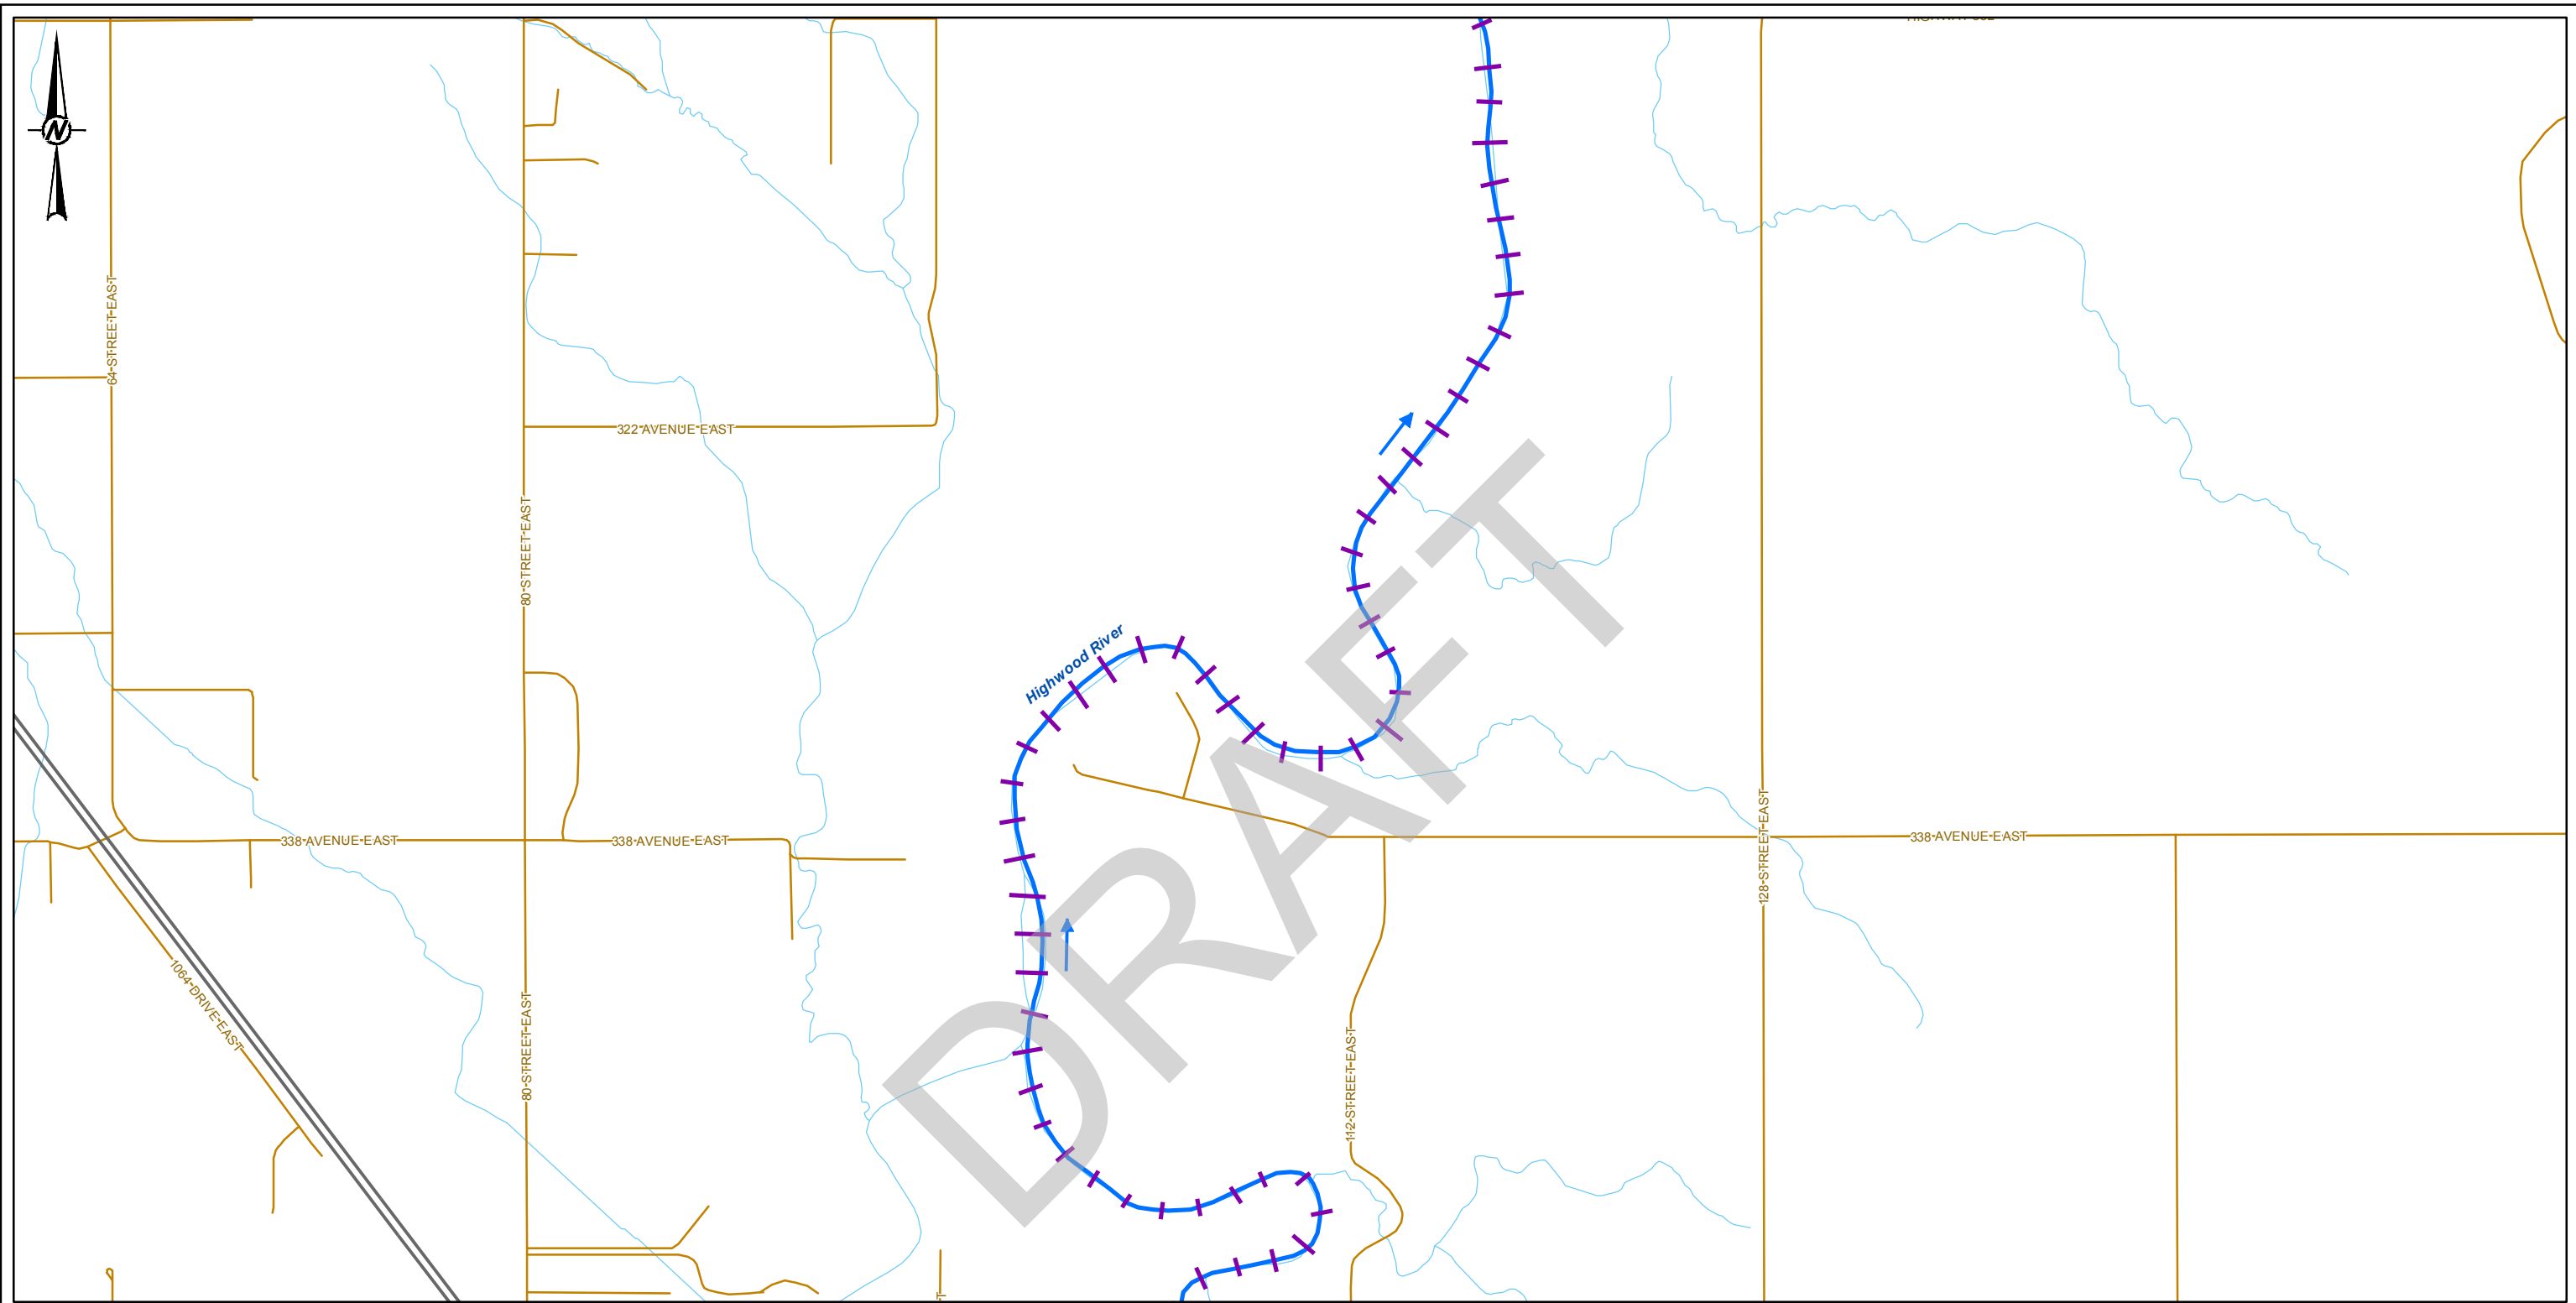 N
64 STREET EAST
322 AVENUE EAST
80 STREET EAST
Highwood River
DRAFT
338 AVENUE EAST
338 AVENUE EAST
128 STREET EAST
338 AVENUE EAST
1064 DRIVE EAST
80 STREET EAST
112 STREET EAST